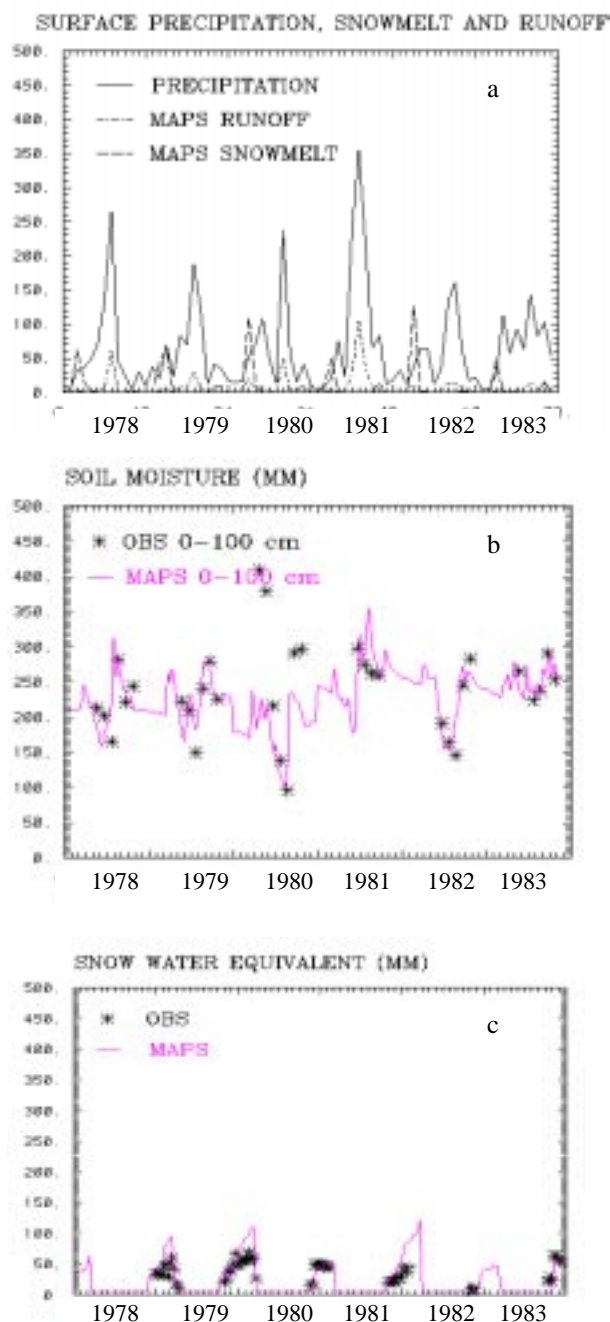 SURFACE PRECIPITATION, SNOWMELT AND RUNOFF
500.
450.
400.
350.
300.
250.
200.
150.
100.
50.
0.
PRECIPITATION
MAPS RUNOFF
MAPS SNOWMELT
a
1978 1979 1980 1981 1982 1983
SOIL MOISTURE (MM)
500.
450.
400.
350.
300.
250.
200.
150.
100.
50.
0.
* OBS 0-100 cm
MAPS 0-100 cm
b
1978 1979 1980 1981 1982 1983
SNOW WATER EQUIVALENT (MM)
500.
450.
400.
350.
300.
250.
200.
150.
100.
50.
0.
* OBS
MAPS
c
1978 1979 1980 1981 1982 1983